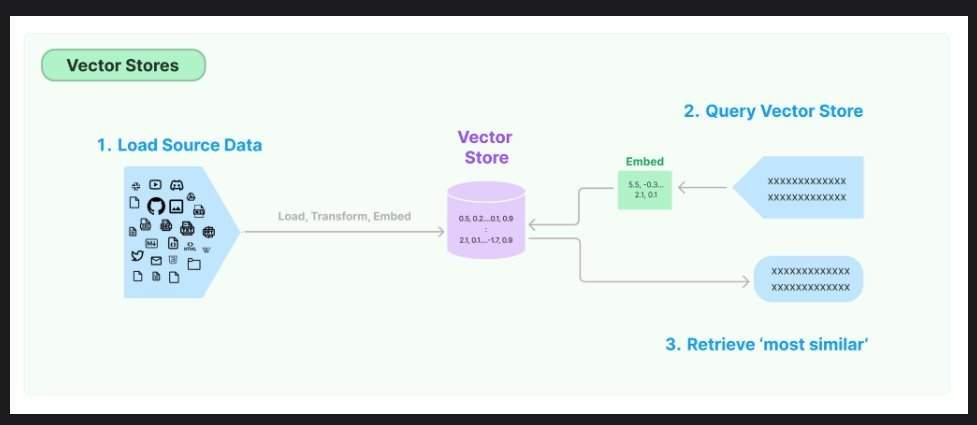 Vector Stores
1. Load Source Data
Load, Transform, Embed
Vector
Store
0.5, 0.2....0.1, 0.9
:
2.1, 0.1....-1.7, 0.9
2. Query Vector Store
Embed
5.5, -0.3...
2.1, 0.1
XXXXXXXXXXXXX
XXXXXXXXXXXXX
XXXXXXXXXXXXX
XXXXXXXXXXXXX
3. Retrieve ‘most similar’